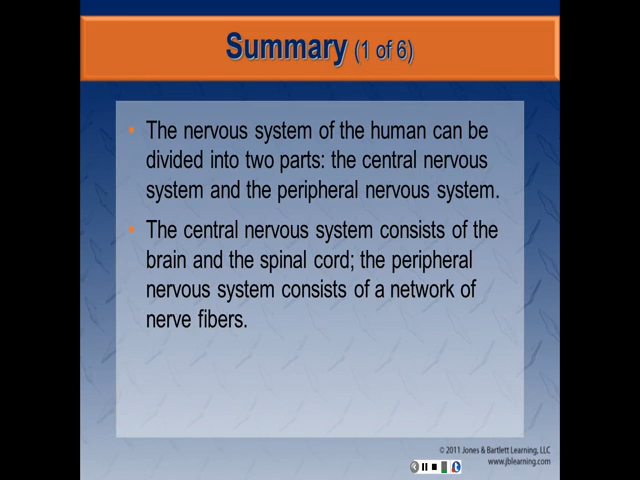 Summary (1 of 6)
• The nervous system of the human can be
divided into two parts: the central nervous
system and the peripheral nervous system.
• The central nervous system consists of the
brain and the spinal cord; the peripheral
nervous system consists of a network of
nerve fibers.
© 2011 Jones & Bartlett Learning, LLC
www.jblearning.com